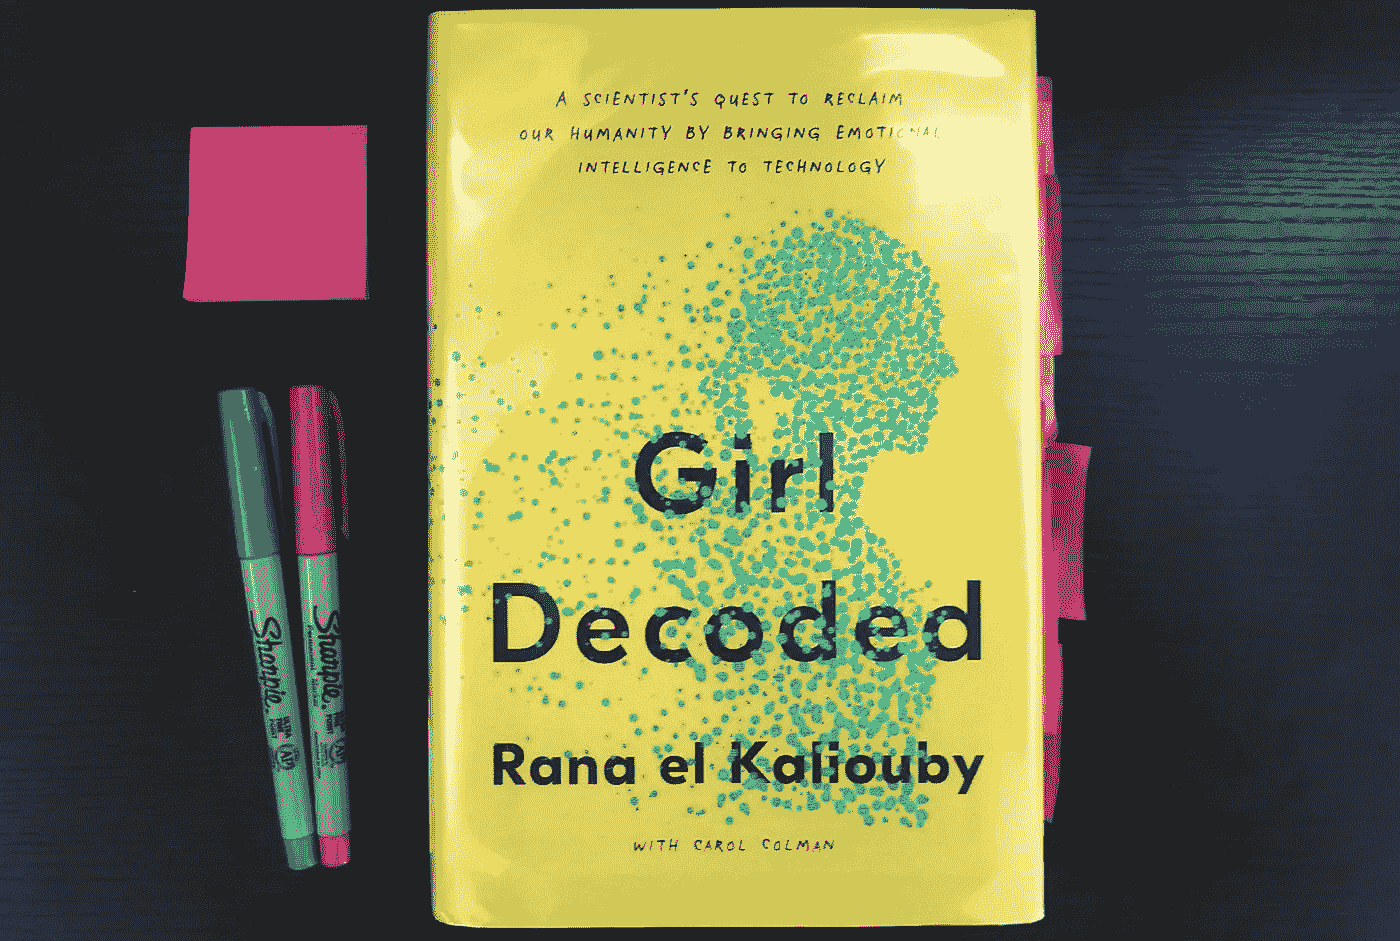 A SCIENTIST'S QUEST TO RECLAIM
OUR HUMANITY BY BRINGING EMOTIONAL
INTELLIGENCE TO TECHNOLOGY
Girl
Decoded
Rana el Kaliouby
WITH CAROL COLMAN
Sharpie.
Sharpie.